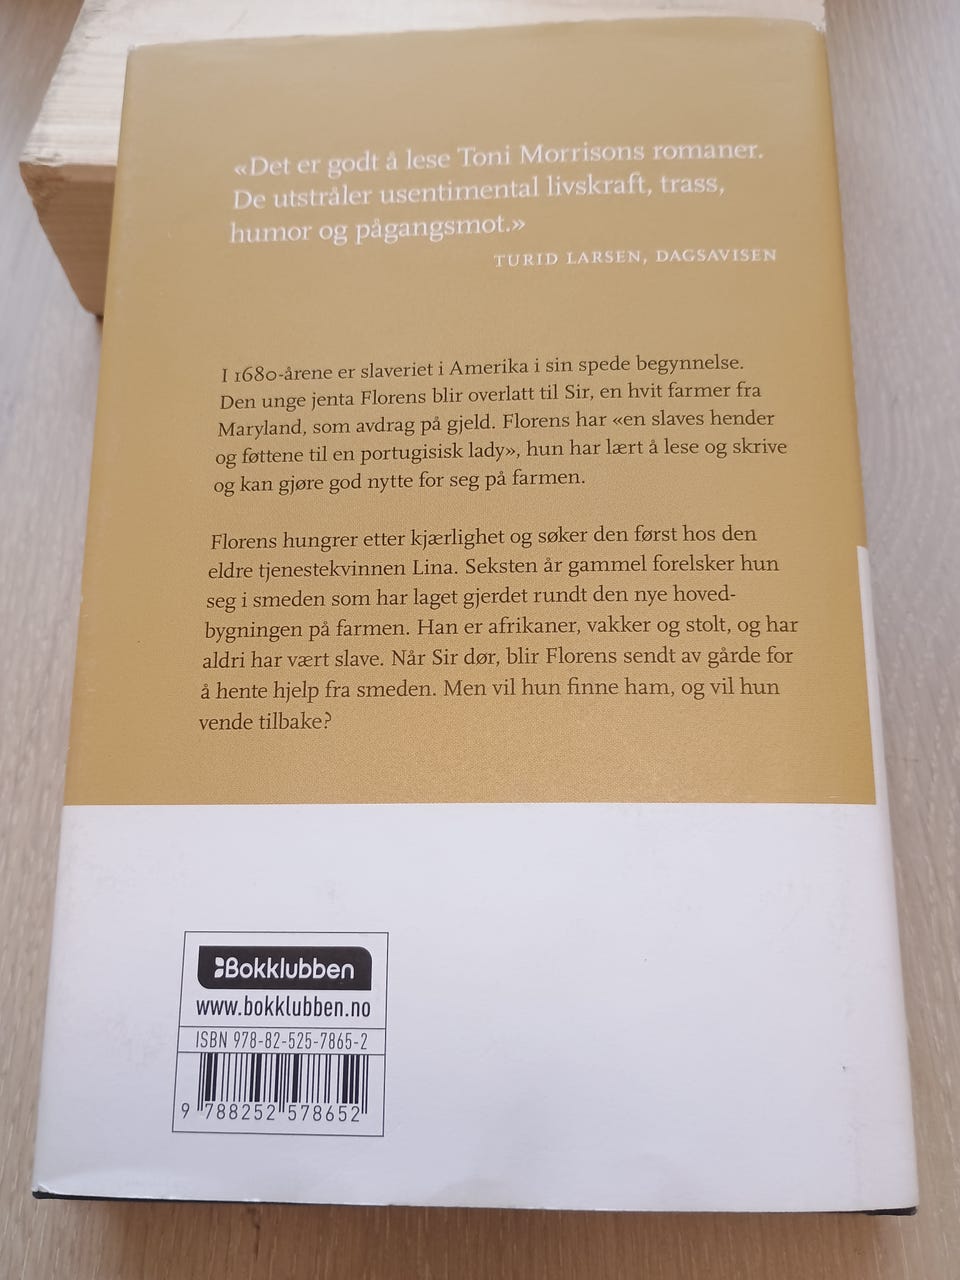 «Det er godt å lese Toni Morrisons romaner.
De utstråler usentimental livskraft, trass,
humor og pågangsmot.»
TURID LARSEN, DAGSAVISEN
I 1680-årene er slaveriet i Amerika i sin spede begynnelse.
Den unge jenta Florens blir overlatt til Sir, en hvit farmer fra
Maryland, som avdrag på gjeld. Florens har «en slaves hender
og føttene til en portugisisk lady», hun har lært å lese og skrive
og kan gjøre god nytte for seg på farmen.
Florens hungrer etter kjærlighet og søker den først hos den
eldre tjenestekvinnen Lina. Seksten år gammel forelsker hun
seg i smeden som har laget gjerdet rundt den nye hoved-
bygningen på farmen. Han er afrikaner, vakker og stolt, og har
aldri har vært slave. Når Sir dør, blir Florens sendt av gårde for
å hente hjelp fra smeden. Men vil hun finne ham, og vil hun
vende tilbake?
Bokklubben
www.bokklubben.no
ISBN 978-82-525-7865-2
9 788252 578652